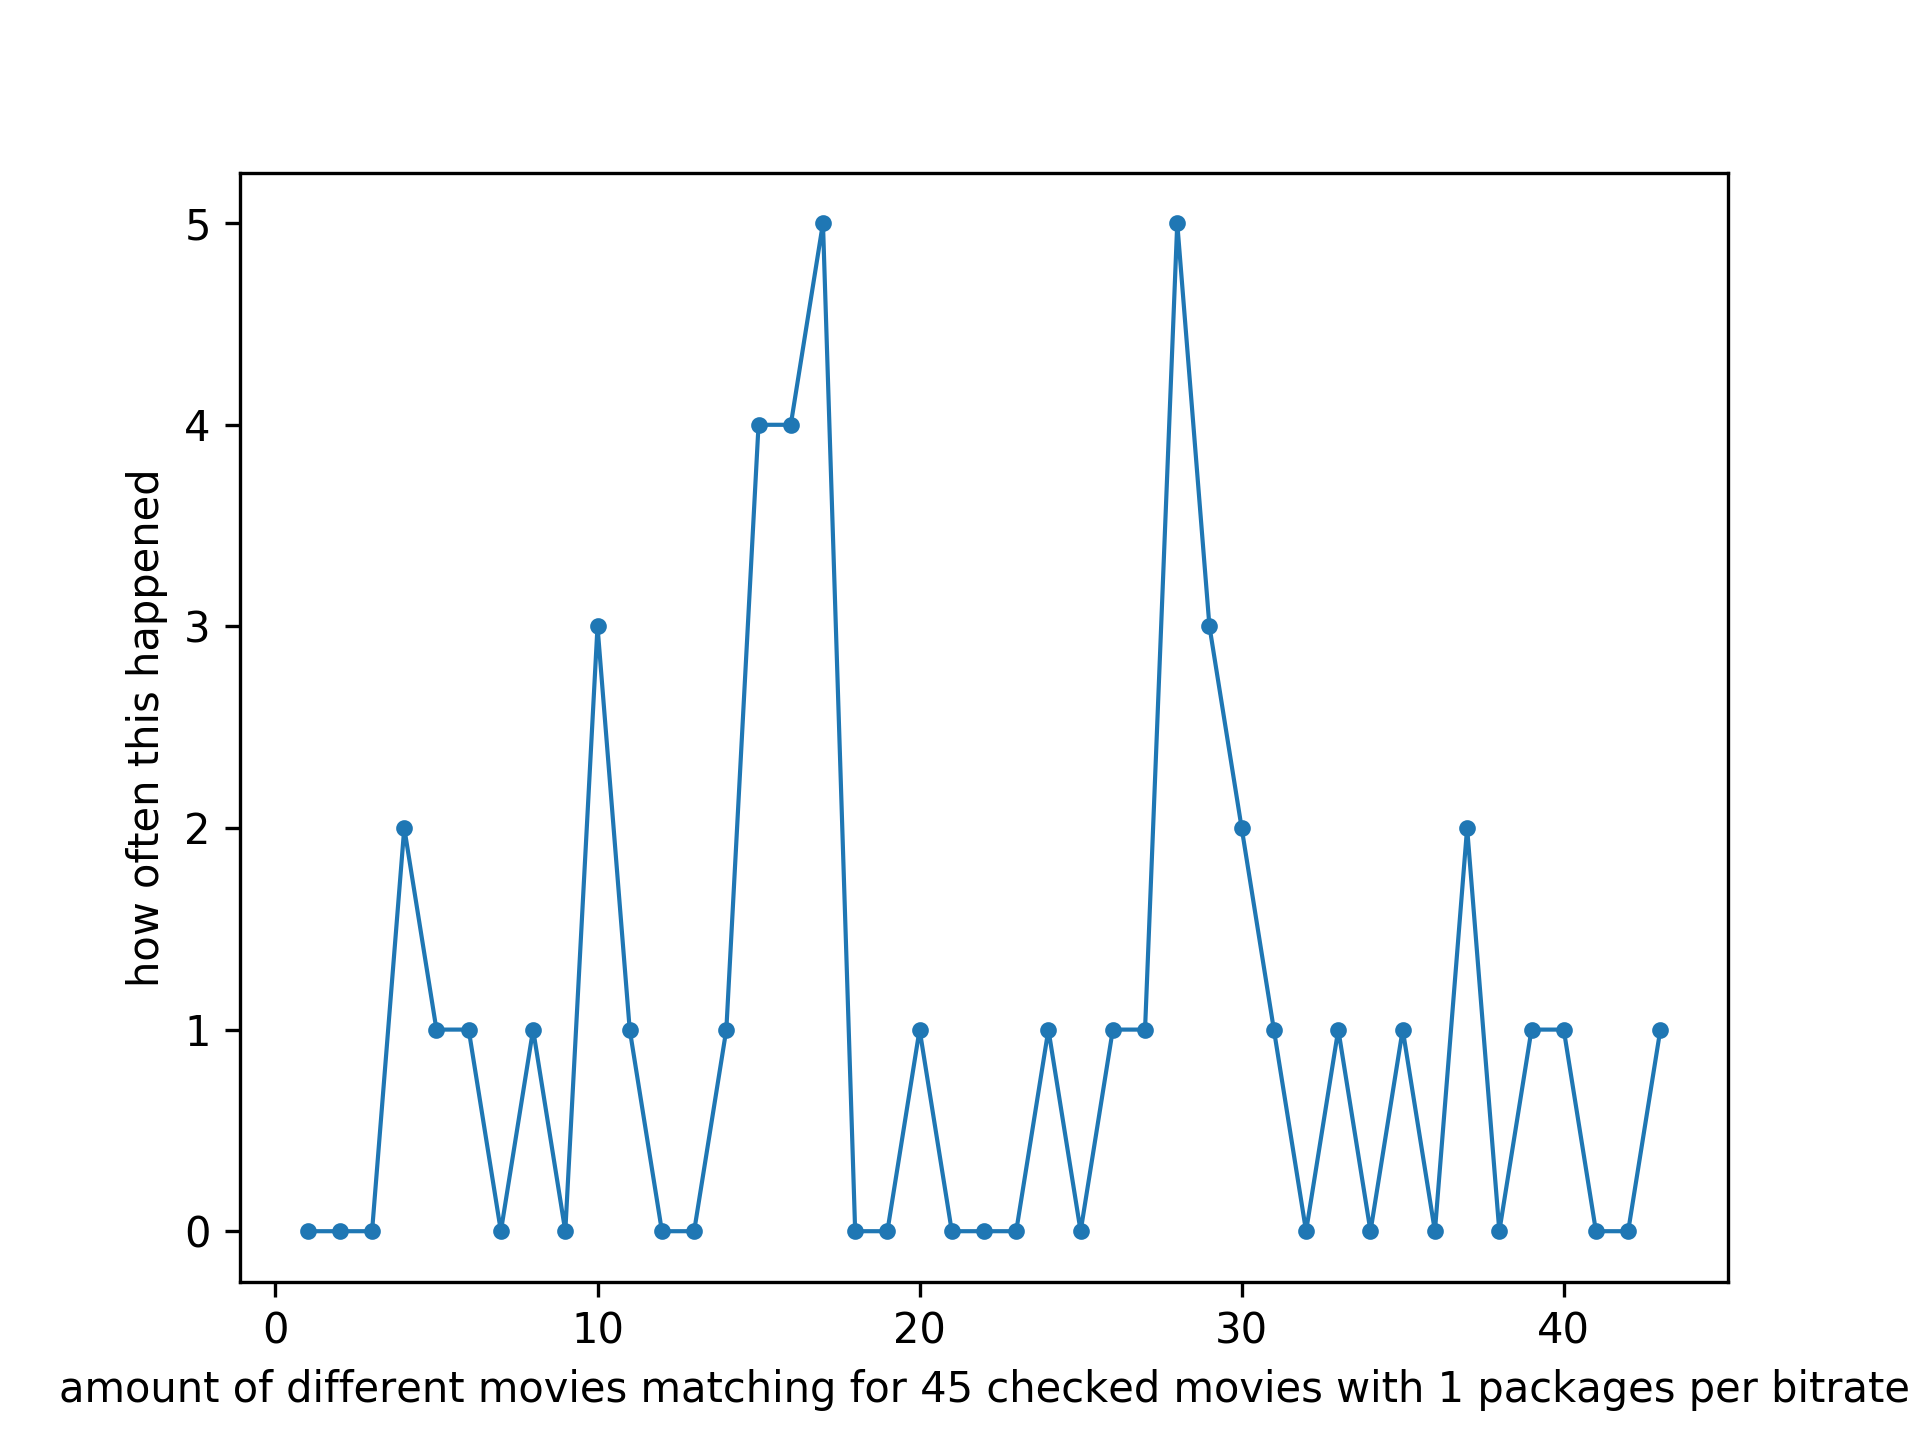 5
4
3
2
1
0
how often this happened
0 10 20 30 40
amount of different movies matching for 45 checked movies with 1 packages per bitrate